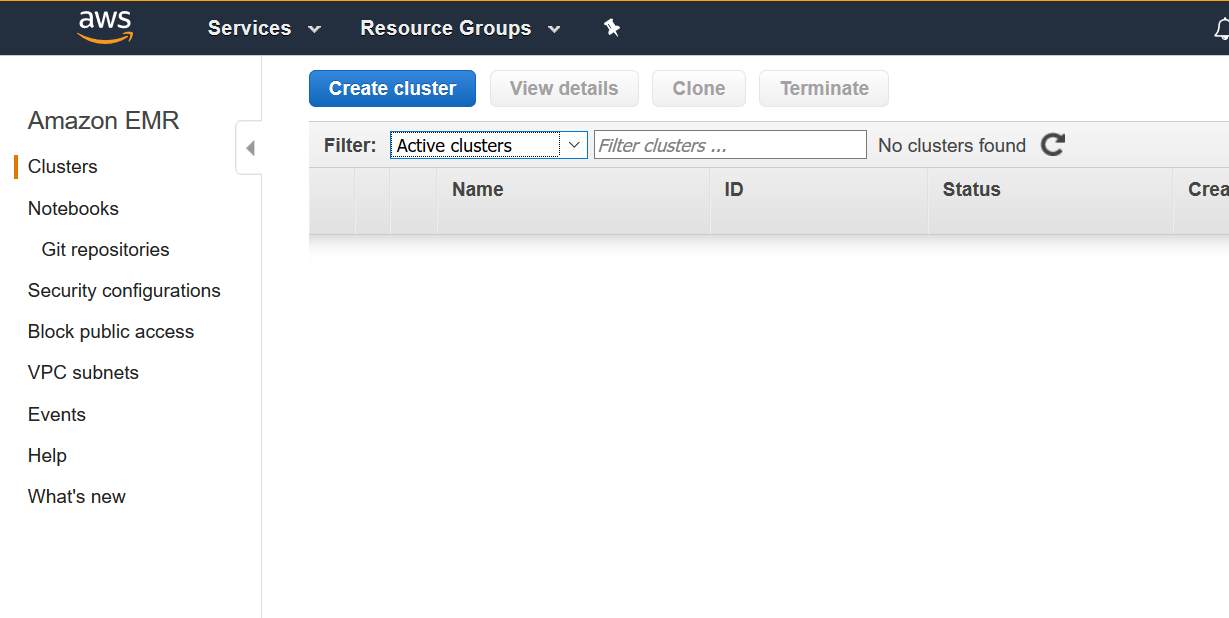 aws Services Resource Groups
Create cluster View details Clone Terminate
Amazon EMR
Clusters
Notebooks
Git repositories
Security configurations
Block public access
VPC subnets
Events
Help
What's new
Filter: Active clusters Filter clusters ... No clusters found
Name ID Status Crea